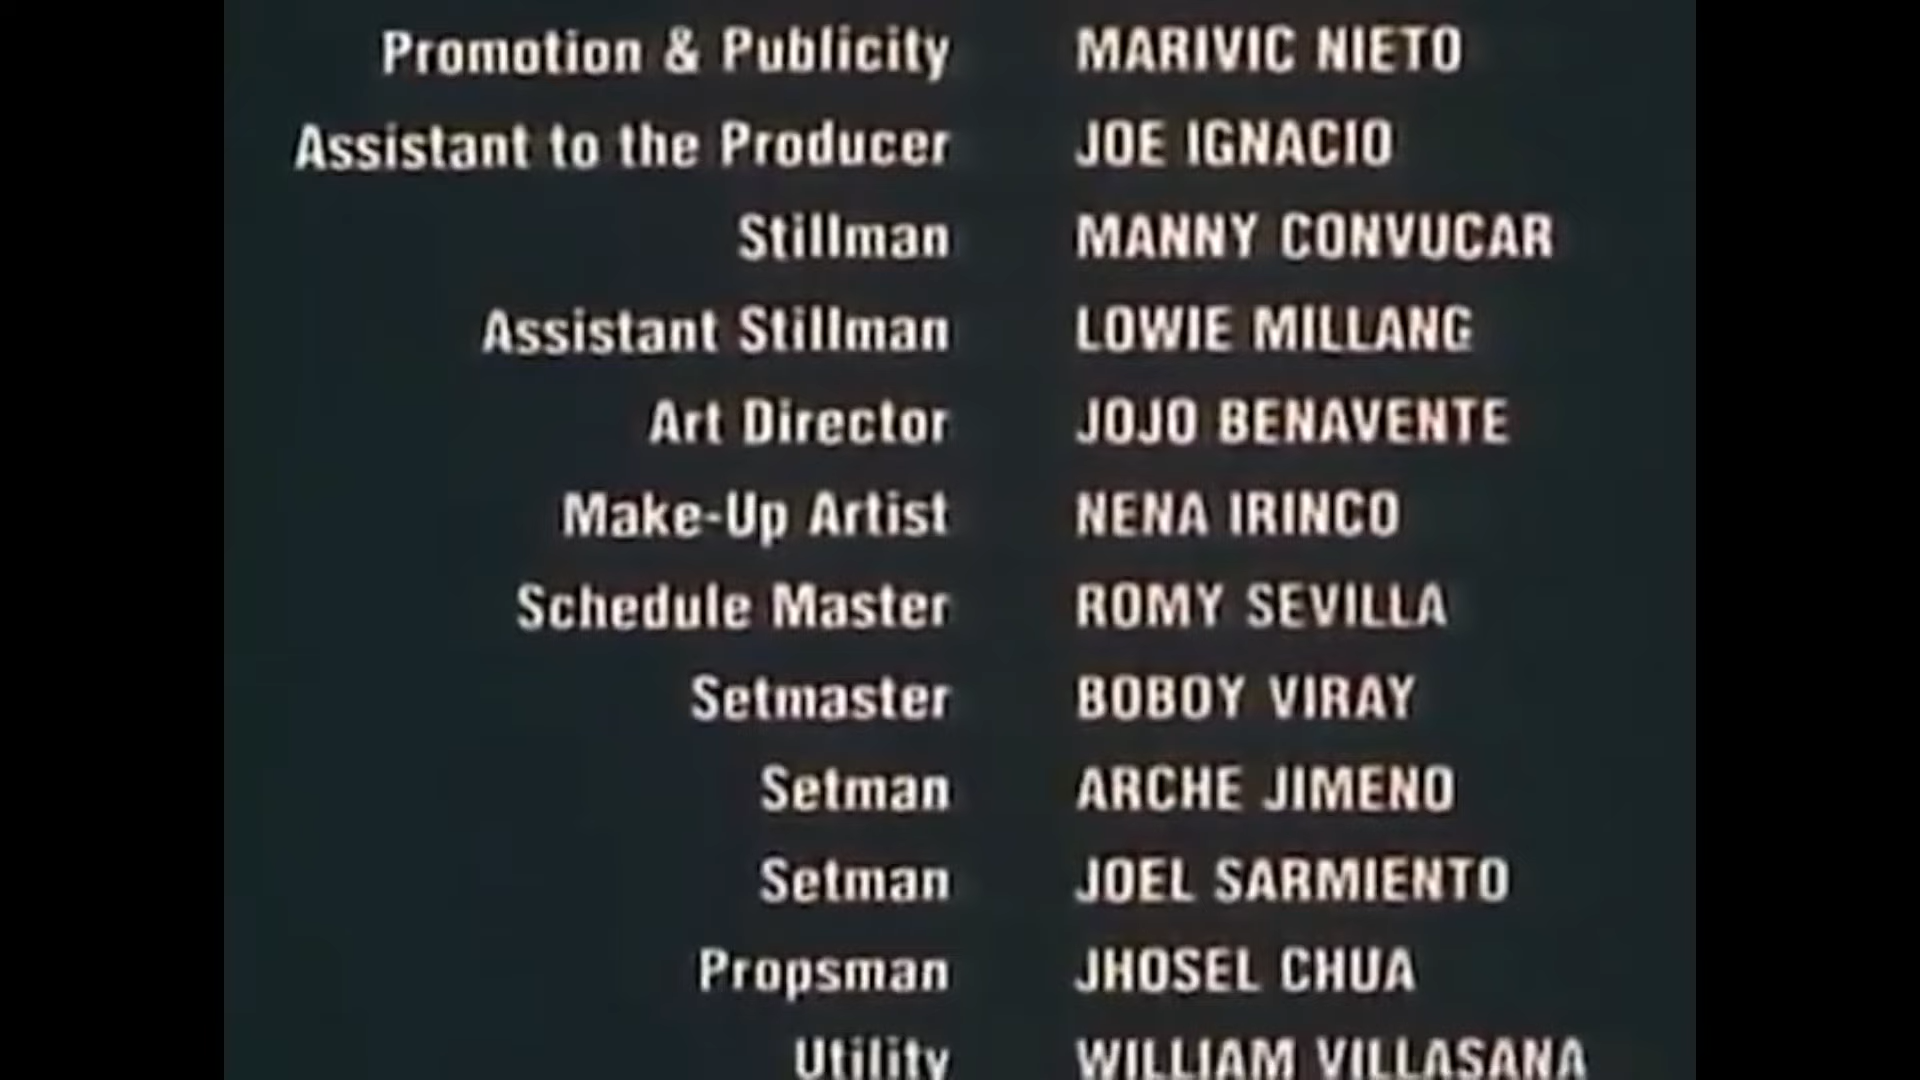 Promotion & Publicity MARIVIC NIETO
Assistant to the Producer JOE IGNACIO
Stillman MANNY CONVUCAR
Assistant Stillman LOWIE MILLANG
Art Director JOJO BENAVENTE
Make-Up Artist NENA IRINCO
Schedule Master ROMY SEVILLA
Setmaster BOBOY VIRAY
Setman ARCHE JIMENO
Setman JOEL SARMIENTO
Propsman JHOSEL CHUA
Utility WILLIAM VILLASANA